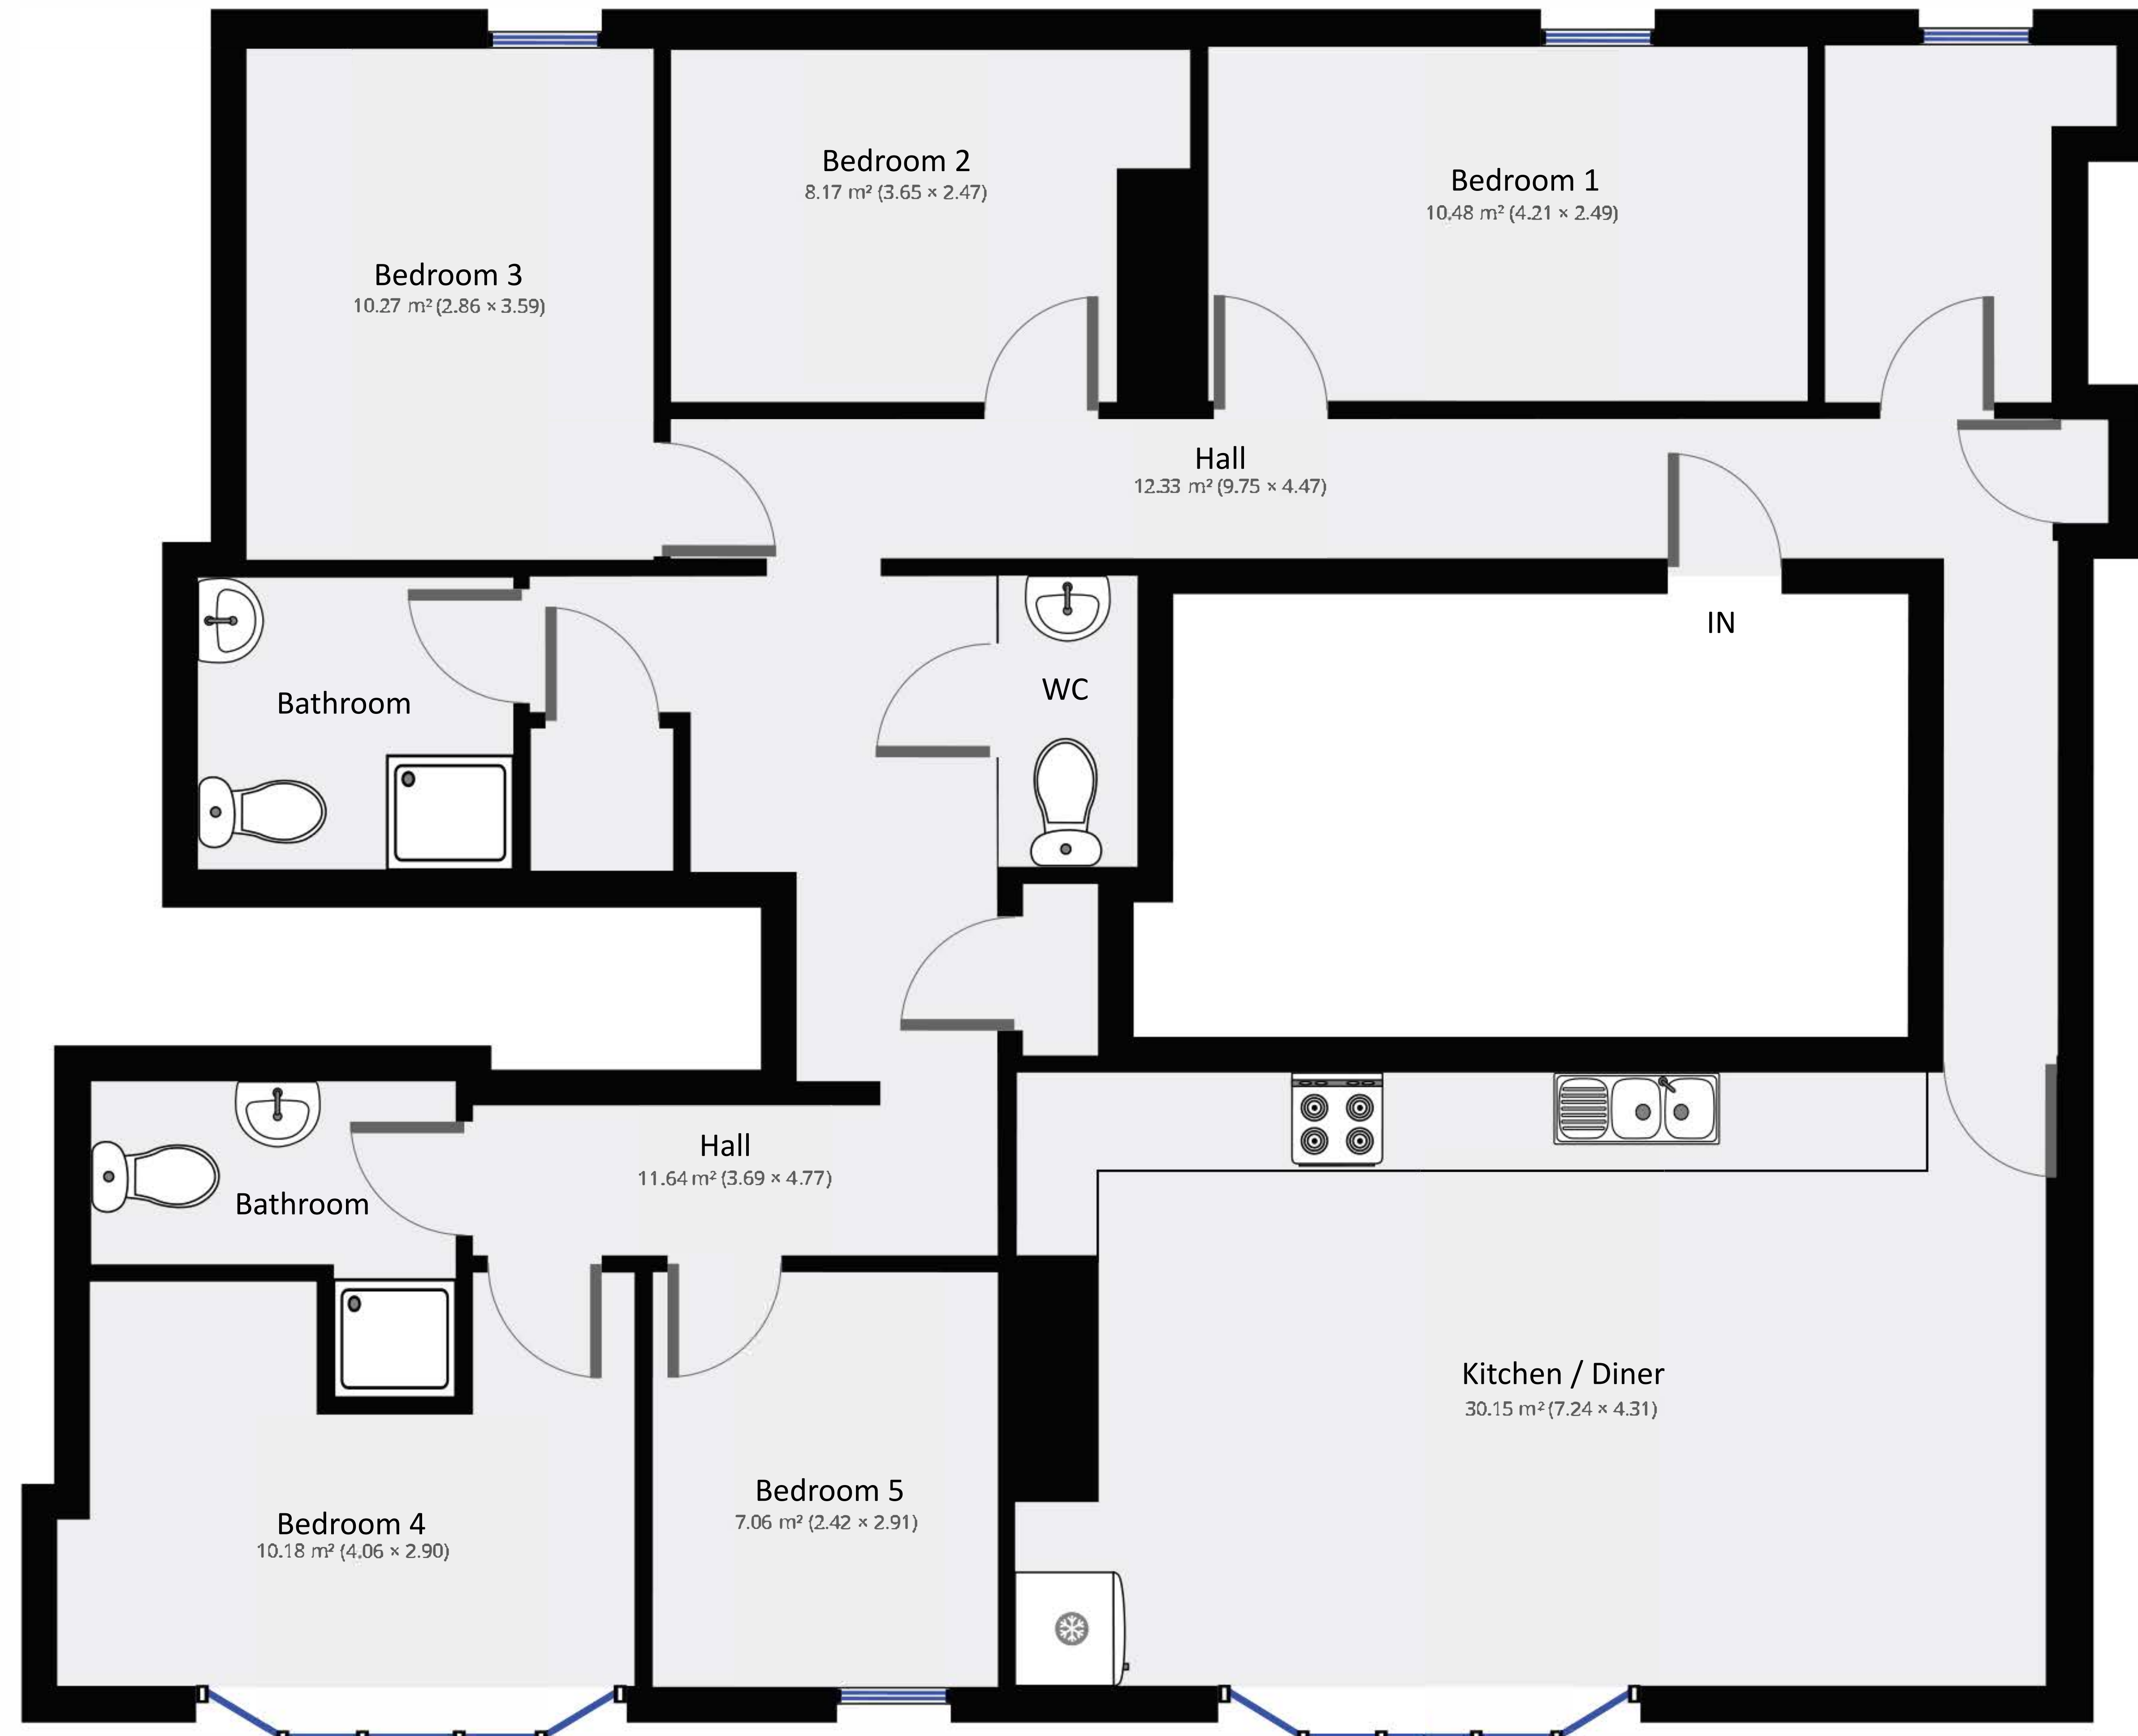 Bedroom 2
8.17 m² (3.65 × 2.47)
Bedroom 1
10.48 m² (4.21 × 2.49)
Bedroom 3
10.27 m² (2.86 × 3.59)
Hall
12.33 m² (9.75 × 4.47)
IN
WC
Bathroom
Hall
11.64 m² (3.69 × 4.77)
Bathroom
Kitchen / Diner
30.15 m² (7.24 × 4.31)
Bedroom 5
7.06 m² (2.42 × 2.91)
Bedroom 4
10.18 m² (4.06 × 2.90)